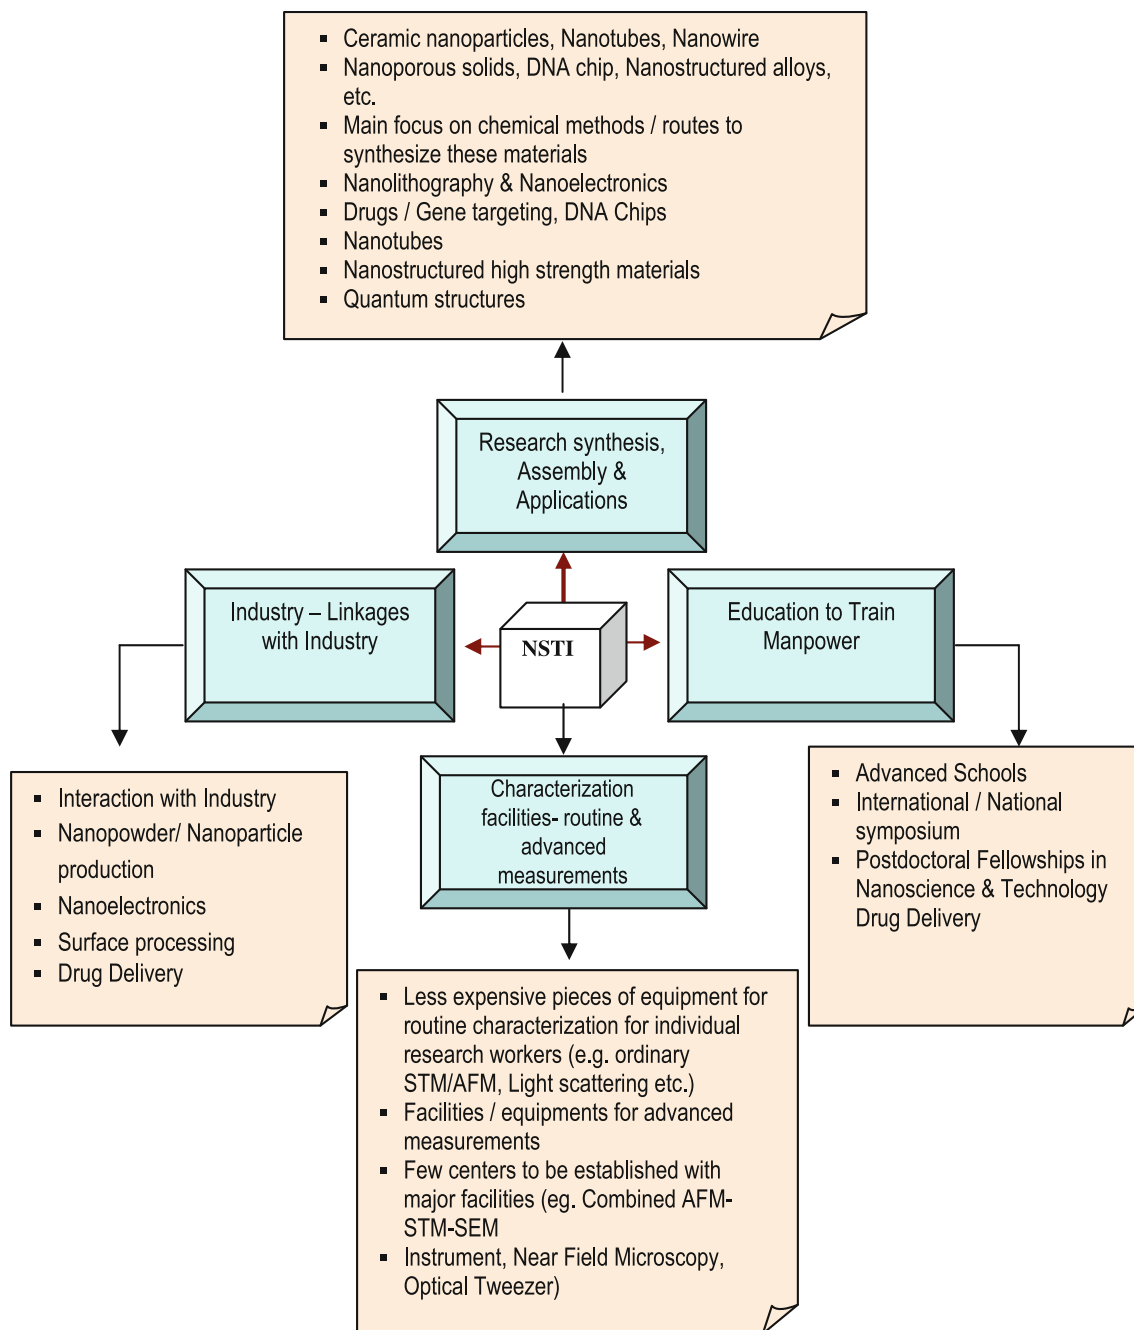 ▪ Ceramic nanoparticles, Nanotubes, Nanowire
▪ Nanoporous solids, DNA chip, Nanostructured alloys,
etc.
▪ Main focus on chemical methods / routes to
synthesize these materials
▪ Nanolithography & Nanoelectronics
▪ Drugs / Gene targeting, DNA Chips
▪ Nanotubes
▪ Nanostructured high strength materials
▪ Quantum structures
Research synthesis,
Assembly &
Applications
Industry – Linkages
with Industry
NSTI
Education to Train
Manpower
Characterization
facilities- routine &
advanced
measurements
▪ Interaction with Industry
▪ Nanopowder/ Nanoparticle
production
▪ Nanoelectronics
▪ Surface processing
▪ Drug Delivery
▪ Advanced Schools
▪ International / National
symposium
▪ Postdoctoral Fellowships in
Nanoscience & Technology
Drug Delivery
▪ Less expensive pieces of equipment for
routine characterization for individual
research workers (e.g. ordinary
STM/AFM, Light scattering etc.)
▪ Facilities / equipments for advanced
measurements
▪ Few centers to be established with
major facilities (eg. Combined AFM-
STM-SEM
▪ Instrument, Near Field Microscopy,
Optical Tweezer)